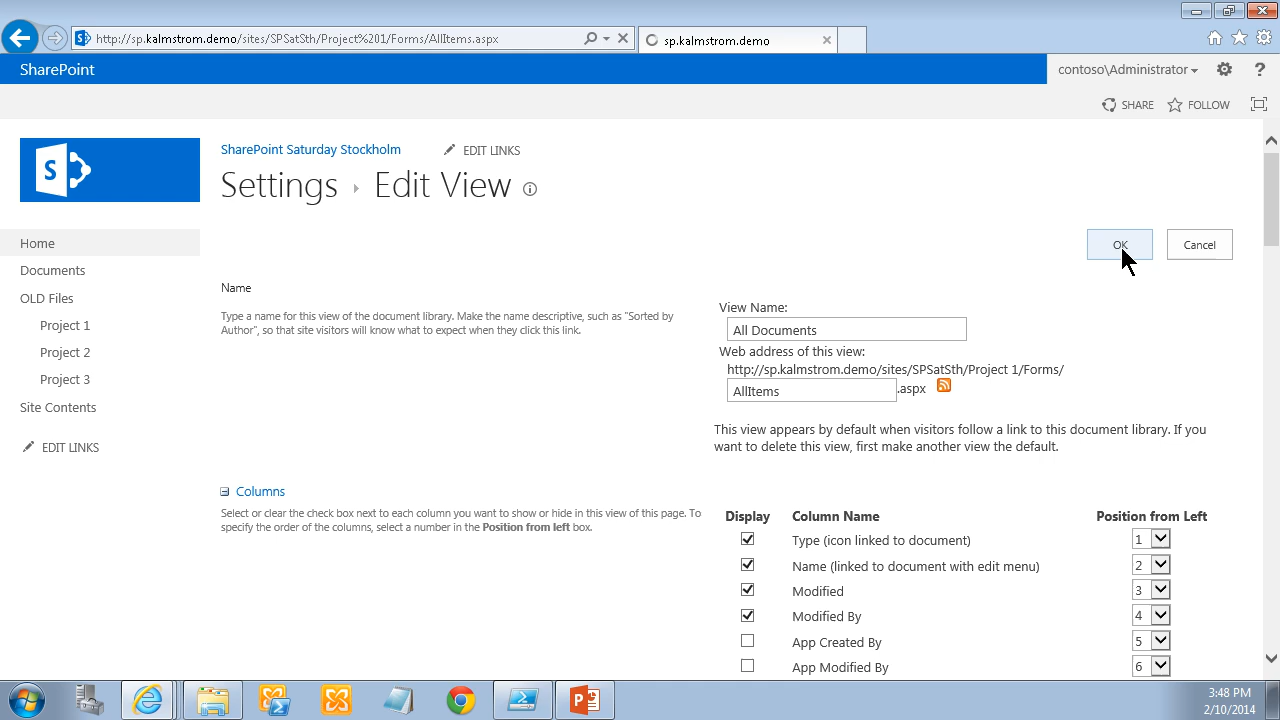 http://sp.kalmstrom.demo/sites/SPSatSth/Project%201/Forms/AllItems.aspx
sp.kalmstrom.demo
SharePoint
contoso\Administrator
?
SHARE
FOLLOW
S
SharePoint Saturday Stockholm
EDIT LINKS
Settings
Edit View
Home
Documents
OLD Files
Project 1
Project 2
Project 3
Site Contents
EDIT LINKS
OK
Cancel
Name
Type a name for this view of the document library. Make the name descriptive, such as "Sorted by
Author", so that site visitors will know what to expect when they click this link.
View Name:
All Documents
Web address of this view:
http://sp.kalmstrom.demo/sites/SPSatSth/Project 1/Forms/
AllItems
.aspx
This view appears by default when visitors follow a link to this document library. If you
want to delete this view, first make another view the default.
Columns
Select or clear the check box next to each column you want to show or hide in this view of this page. To
specify the order of the columns, select a number in the Position from left box.
Display Column Name Position from Left
Type (icon linked to document) 1
Name (linked to document with edit menu) 2
Modified 3
Modified By 4
App Created By 5
App Modified By 6
3:48 PM
2/10/2014